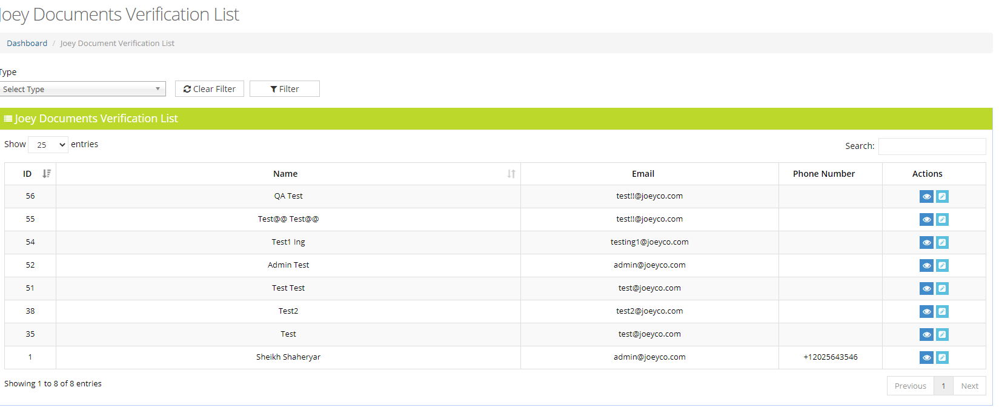 Joey Documents Verification List
Dashboard / Joey Document Verification List
Type
Select Type Clear Filter Filter
Joey Documents Verification List
Show 25 entries Search:
ID Name Email Phone Number Actions
56 QA Test test!!@joeyco.com
55 Test@@ Test@@ test!!@joeyco.com
54 Test1 Ing testing1@joeyco.com
52 Admin Test admin@joeyco.com
51 Test Test test@joeyco.com
38 Test2 test2@joeyco.com
35 Test test@joeyco.com
1 Sheikh Shaheryar admin@joeyco.com +12025643546
Showing 1 to 8 of 8 entries Previous 1 Next